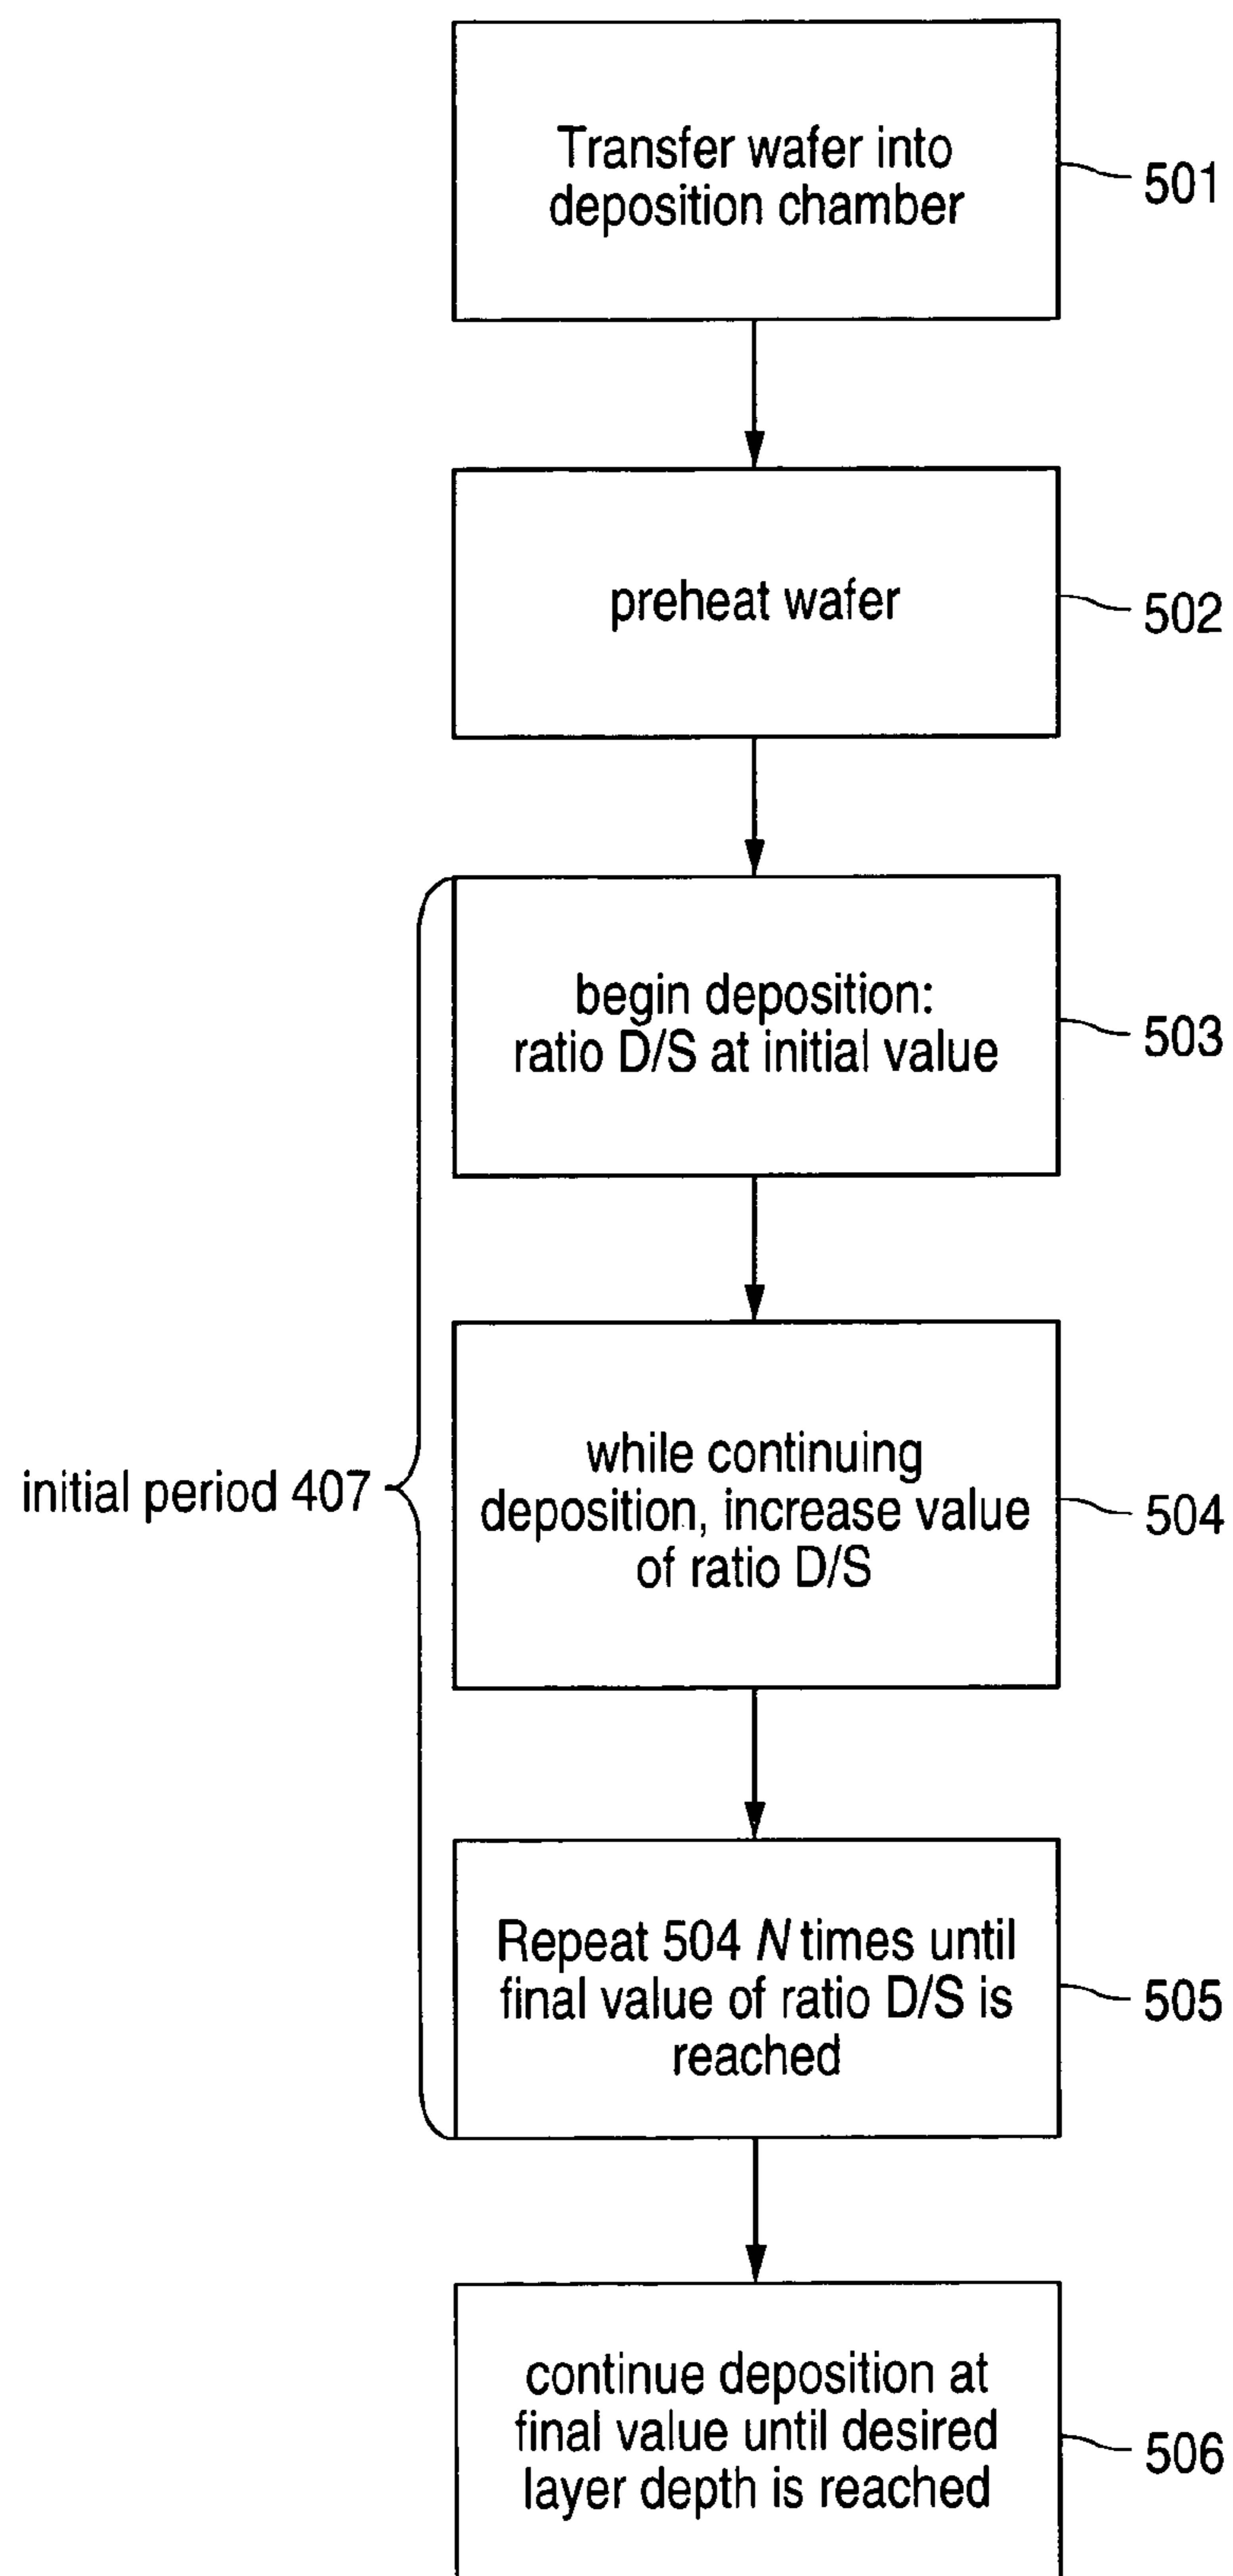 Transfer wafer into
deposition chamber
501
preheat wafer
502
begin deposition:
ratio D/S at initial value
503
initial period 407
while continuing
deposition, increase value
of ratio D/S
504
Repeat 504 N times until
final value of ratio D/S is
reached
505
continue deposition at
final value until desired
layer depth is reached
506